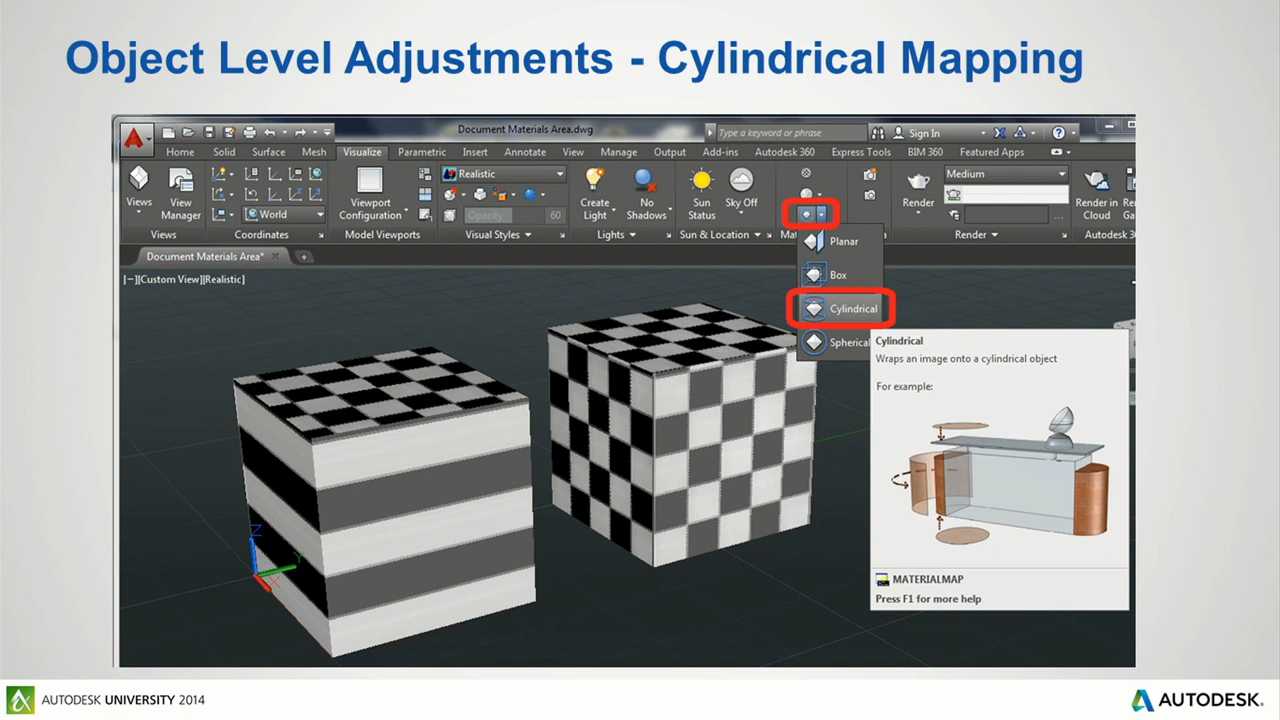 Object Level Adjustments - Cylindrical Mapping
Document Materials Area.dwg
Type a keyword or phrase
Sign In
Home Solid Surface Mesh Visualize Parametric Insert Annotate View Manage Output Add-ins Autodesk 360 Express Tools BIM 360 Featured Apps
Realistic
Medium
World
Opacity 60
Views
View Manager
Viewport Configuration
Create Light
No Shadows
Sun Status
Sky Off
Render
Render in Cloud
Views Coordinates Model Viewports Visual Styles Lights Sun & Location Render
Document Materials Area*
[−][Custom View][Realistic]
Planar
Box
Cylindrical
Spherical
Cylindrical
Wraps an image onto a cylindrical object
For example:
Z
Y
X
MATERIALMAP
Press F1 for more help
AUTODESK UNIVERSITY 2014
AUTODESK.